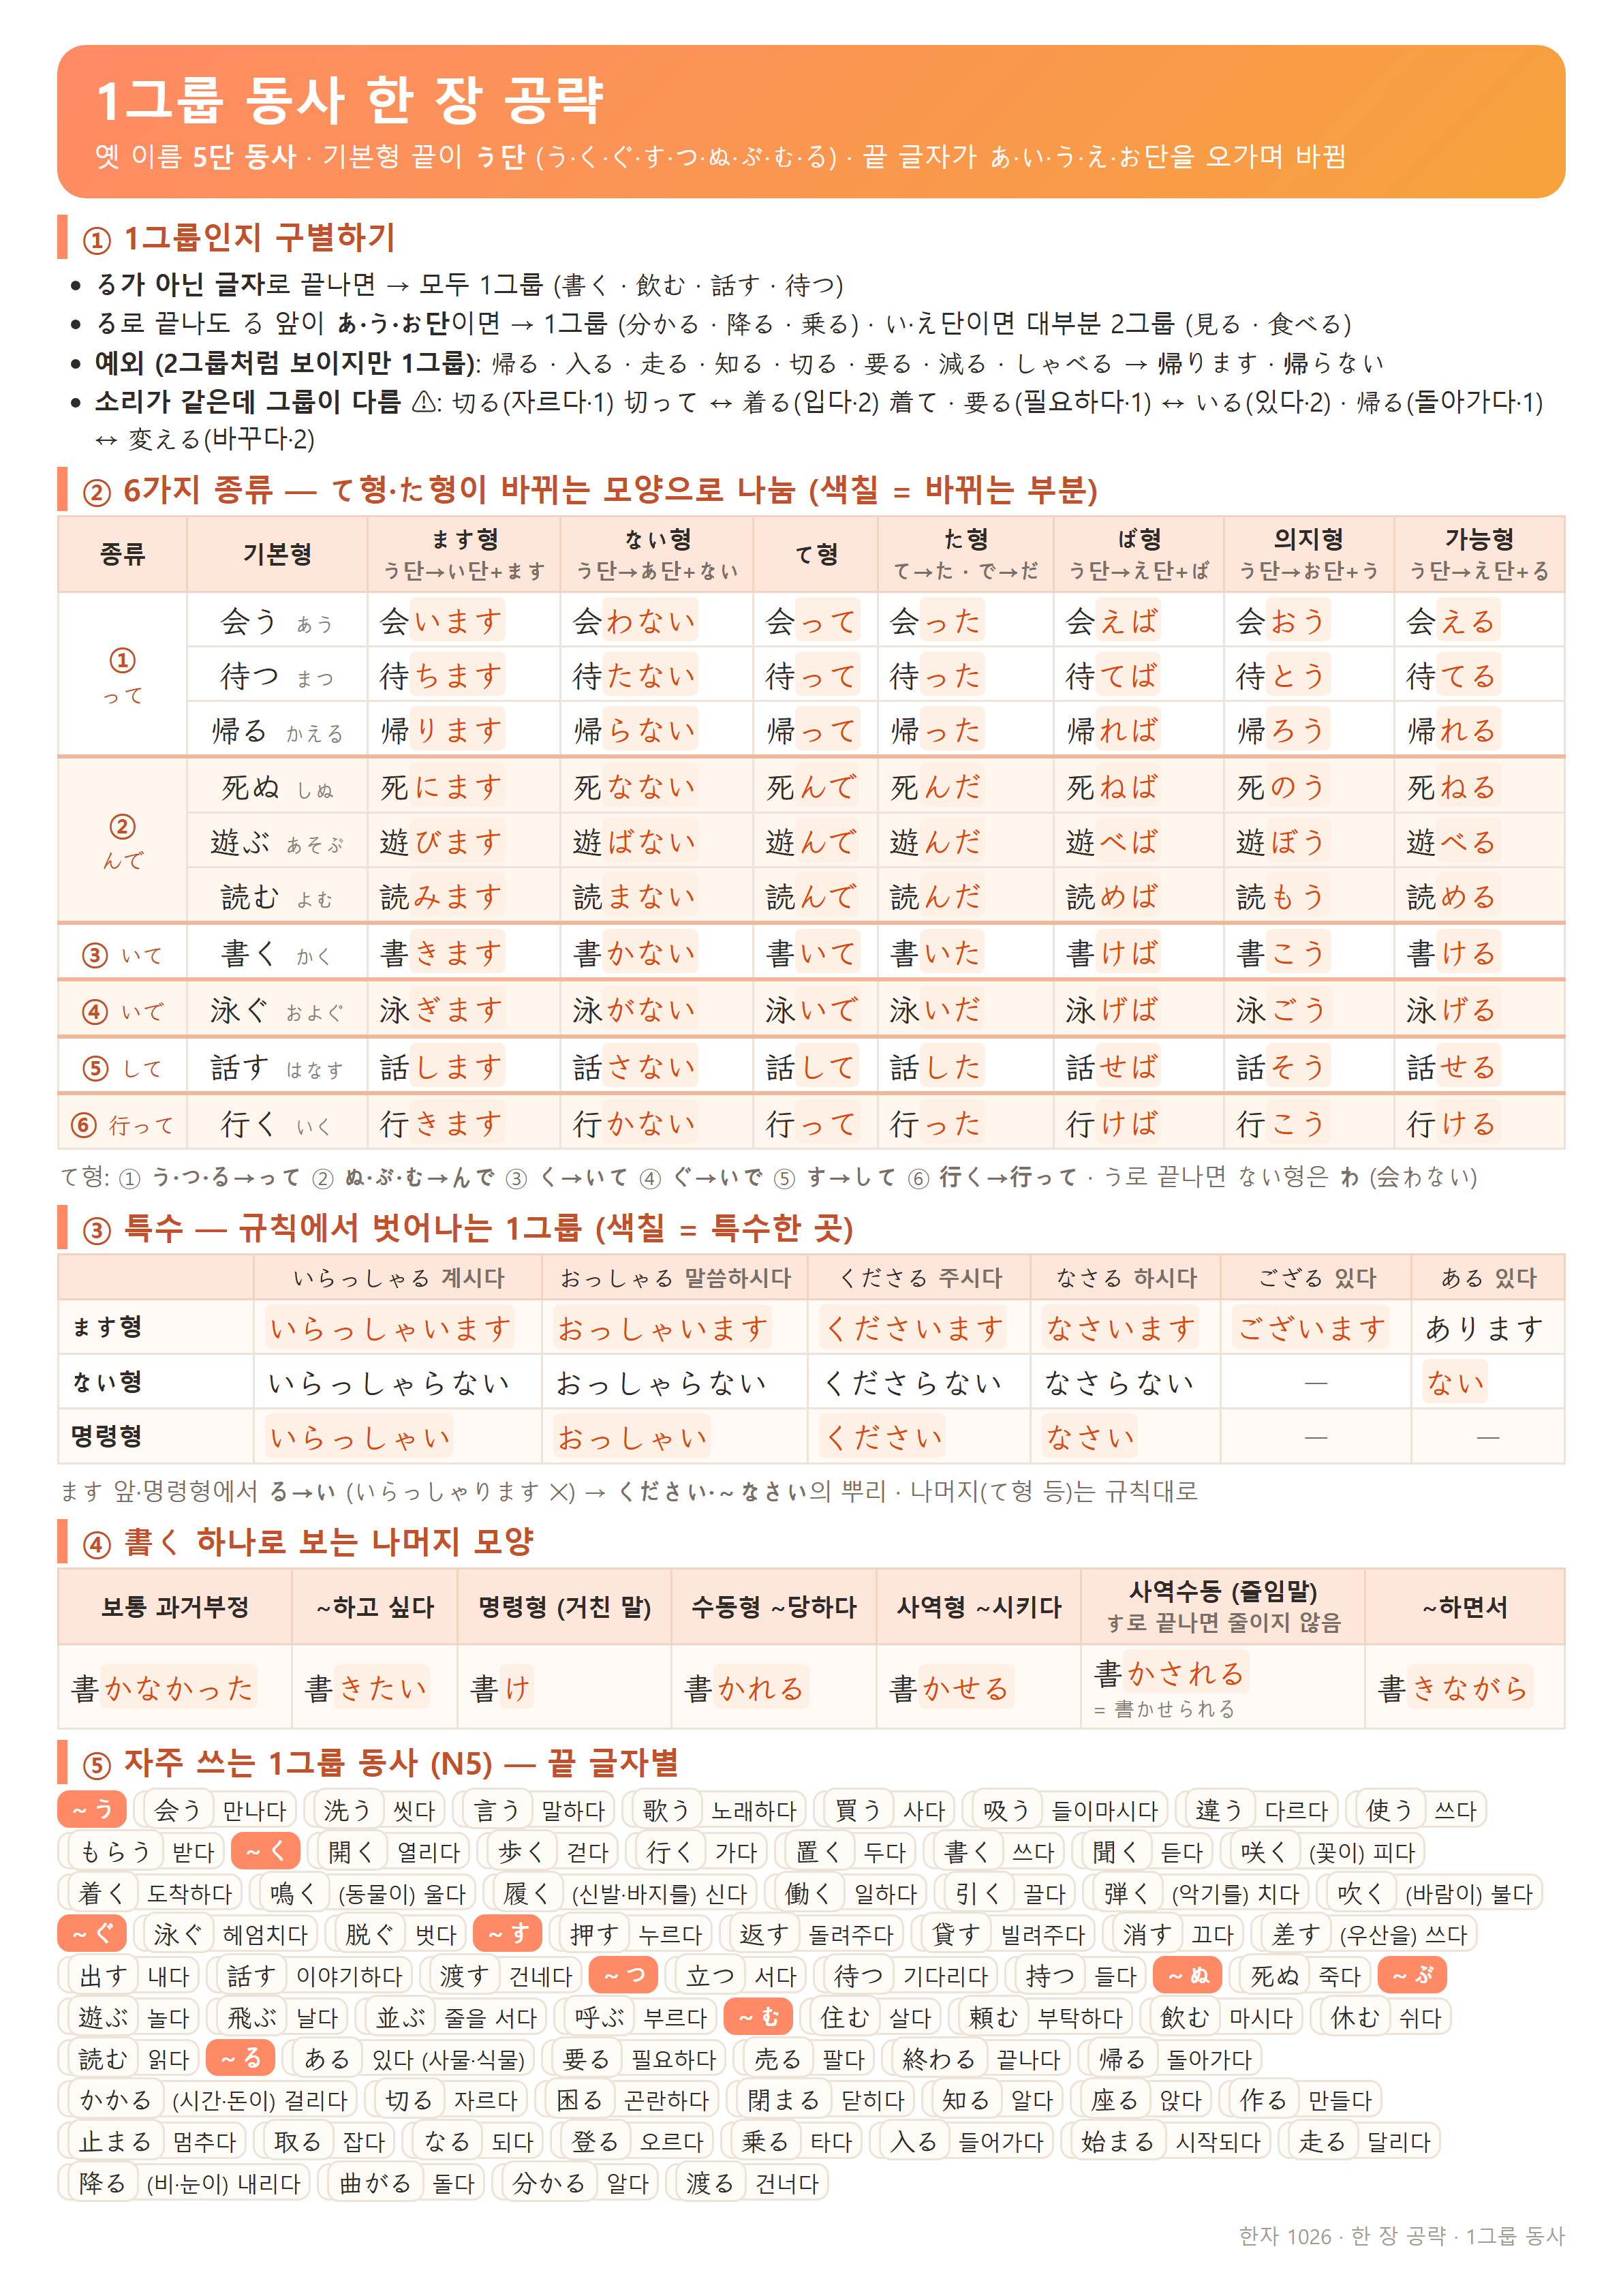 1그룹 동사 한 장 공략
옛 이름 5단 동사 · 기본형 끝이 う단 (う·く·ぐ·す·つ·ぬ·ぶ·む·る) · 끝 글자가 あ·い·う·え·お단을 오가며 바뀜
① 1그룹인지 구별하기
• る가 아닌 글자로 끝나면 → 모두 1그룹 (書く · 飲む · 話す · 待つ)
• る로 끝나도 る 앞이 あ·う·お단이면 → 1그룹 (分かる · 降る · 乗る) · い·え단이면 대부분 2그룹 (見る · 食べる)
• 예외 (2그룹처럼 보이지만 1그룹): 帰る · 入る · 走る · 知る · 切る · 要る · 減る · しゃべる → 帰ります · 帰らない
• 소리가 같은데 그룹이 다름 ⚠: 切る(자르다·1) 切って ↔ 着る(입다·2) 着て · 要る(필요하다·1) ↔ いる(있다·2) · 帰る(돌아가다·1)
↔ 変える(바꾸다·2)
② 6가지 종류 — て형·た형이 바뀌는 모양으로 나눔 (색칠 = 바뀌는 부분)
종류 기본형 ます형 ない형 て형 た형 ば형 의지형 가능형
う단→い단+ます う단→あ단+ない て→た · で→だ う단→え단+ば う단→お단+う う단→え단+る
① って
会う あう 会います 会わない 会って 会った 会えば 会おう 会える
待つ まつ 待ちます 待たない 待って 待った 待てば 待とう 待てる
帰る かえる 帰ります 帰らない 帰って 帰った 帰れば 帰ろう 帰れる
② んで
死ぬ しぬ 死にます 死なない 死んで 死んだ 死ねば 死のう 死ねる
遊ぶ あそぶ 遊びます 遊ばない 遊んで 遊んだ 遊べば 遊ぼう 遊べる
読む よむ 読みます 読まない 読んで 読んだ 読めば 読もう 読める
③ いて 書く かく 書きます 書かない 書いて 書いた 書けば 書こう 書ける
④ いで 泳ぐ およぐ 泳ぎます 泳がない 泳いで 泳いだ 泳げば 泳ごう 泳げる
⑤ して 話す はなす 話します 話さない 話して 話した 話せば 話そう 話せる
⑥ 行って 行く いく 行きます 行かない 行って 行った 行けば 行こう 行ける
て형: ① う·つ·る→って ② ぬ·ぶ·む→んで ③ く→いて ④ ぐ→いで ⑤ す→して ⑥ 行く→行って · う로 끝나면 ない형은 わ (会わない)
③ 특수 — 규칙에서 벗어나는 1그룹 (색칠 = 특수한 곳)
いらっしゃる 계시다 おっしゃる 말씀하시다 くださる 주시다 なさる 하시다 ござる 있다 ある 있다
ます형 いらっしゃいます おっしゃいます くださいます なさいます ございます あります
ない형 いらっしゃらない おっしゃらない くださらない なさらない — ない
명령형 いらっしゃい おっしゃい ください なさい — —
ます 앞·명령형에서 る→い (いらっしゃります ✕) → ください·~なさい의 뿌리 · 나머지(て형 등)는 규칙대로
④ 書く 하나로 보는 나머지 모양
보통 과거부정 ~하고 싶다 명령형 (거친 말) 수동형 ~당하다 사역형 ~시키다 사역수동 (줄임말) ~하면서
す로 끝나면 줄이지 않음
書かなかった 書きたい 書け 書かれる 書かせる 書かされる 書きながら
= 書かせられる
⑤ 자주 쓰는 1그룹 동사 (N5) — 끝 글자별
~う 会う 만나다 洗う 씻다 言う 말하다 歌う 노래하다 買う 사다 吸う 들이마시다 違う 다르다 使う 쓰다
もらう 받다 ~く 開く 열리다 歩く 걷다 行く 가다 置く 두다 書く 쓰다 聞く 듣다 咲く (꽃이) 피다
着く 도착하다 鳴く (동물이) 울다 履く (신발·바지를) 신다 働く 일하다 引く 끌다 弾く (악기를) 치다 吹く (바람이) 불다
~ぐ 泳ぐ 헤엄치다 脱ぐ 벗다 ~す 押す 누르다 返す 돌려주다 貸す 빌려주다 消す 끄다 差す (우산을) 쓰다
出す 내다 話す 이야기하다 渡す 건네다 ~つ 立つ 서다 待つ 기다리다 持つ 들다 ~ぬ 死ぬ 죽다 ~ぶ
遊ぶ 놀다 飛ぶ 날다 並ぶ 줄을 서다 呼ぶ 부르다 ~む 住む 살다 頼む 부탁하다 飲む 마시다 休む 쉬다
読む 읽다 ~る ある 있다 (사물·식물) 要る 필요하다 売る 팔다 終わる 끝나다 帰る 돌아가다
かかる (시간·돈이) 걸리다 切る 자르다 困る 곤란하다 閉まる 닫히다 知る 알다 座る 앉다 作る 만들다
止まる 멈추다 取る 잡다 なる 되다 登る 오르다 乗る 타다 入る 들어가다 始まる 시작되다 走る 달리다
降る (비·눈이) 내리다 曲がる 돌다 分かる 알다 渡る 건너다
한자 1026 · 한 장 공략 · 1그룹 동사